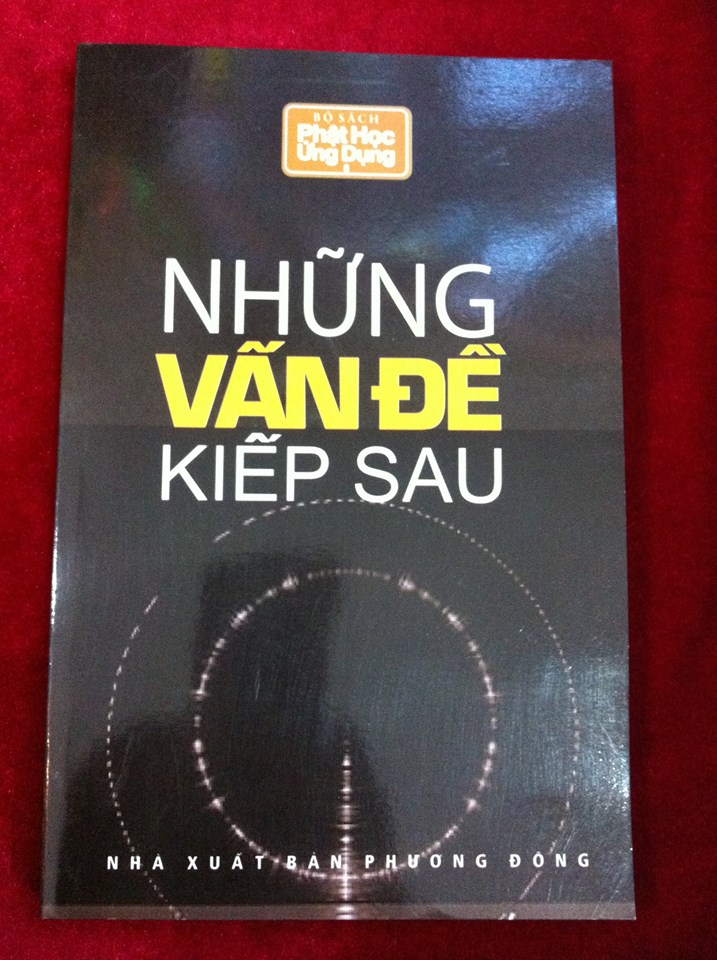 BỘ SÁCH
Phật Học
Ứng Dụng
NHỮNG
VẤN ĐỀ
KIẾP SAU
NHÀ XUẤT BẢN PHƯƠNG ĐÔNG